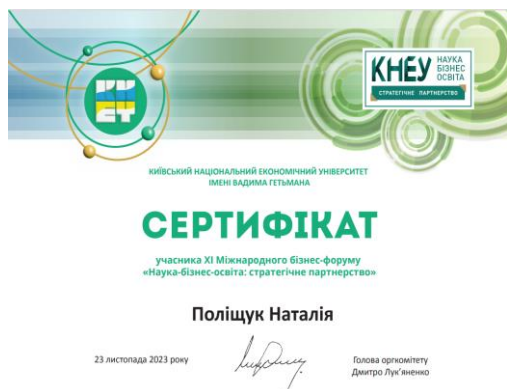 КНЕУ
КНЕУ НАУКА
БІЗНЕС
ОСВІТА
СТРАТЕГІЧНЕ ПАРТНЕРСТВО
КИЇВСЬКИЙ НАЦІОНАЛЬНИЙ ЕКОНОМІЧНИЙ УНІВЕРСИТЕТ
ІМЕНІ ВАДИМА ГЕТЬМАНА
СЕРТИФІКАТ
учасника XI Міжнародного бізнес-форуму
«Наука-бізнес-освіта: стратегічне партнерство»
Поліщук Наталія
23 листопада 2023 року
Голова оргкомітету
Дмитро Лук'яненко